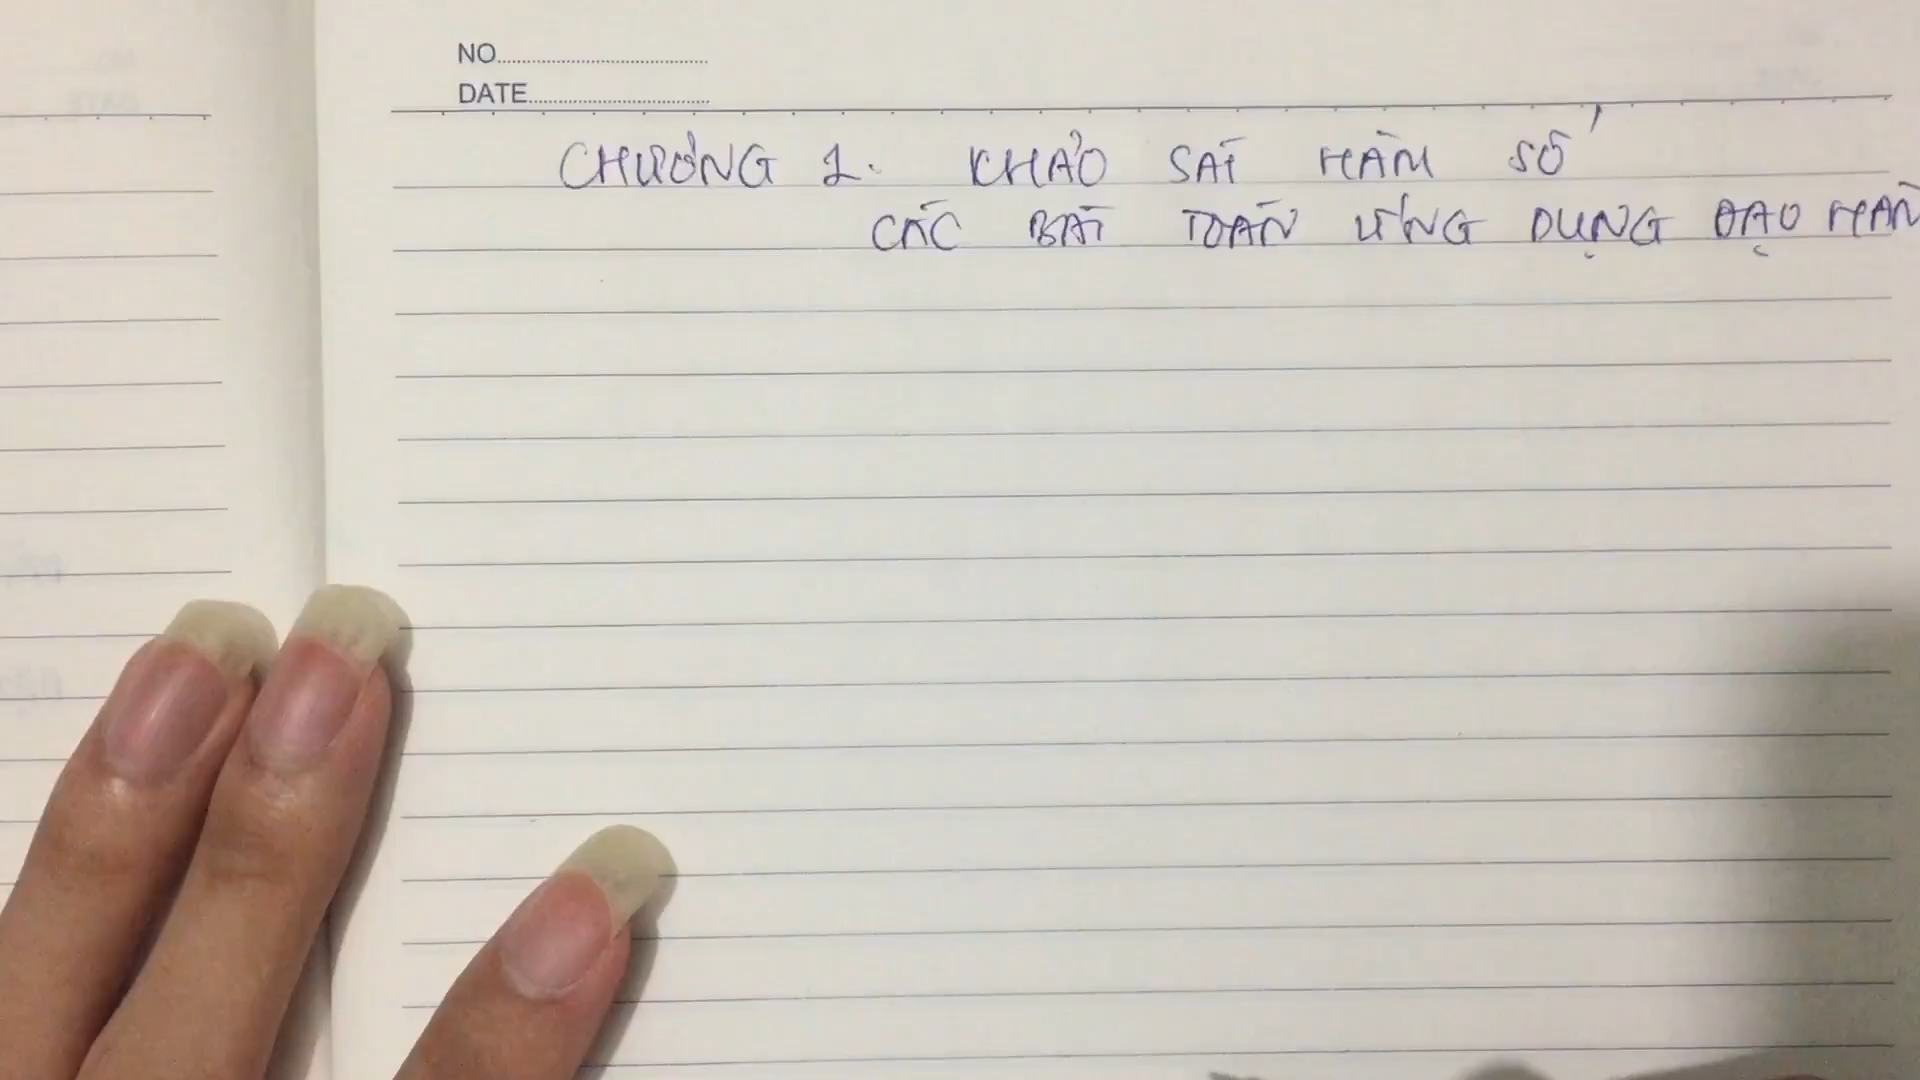 NO
DATE
CHƯƠNG 1. KHẢO SÁT HÀM SỐ
CÁC BÀI TOÁN ỨNG DỤNG ĐẠO HÀM